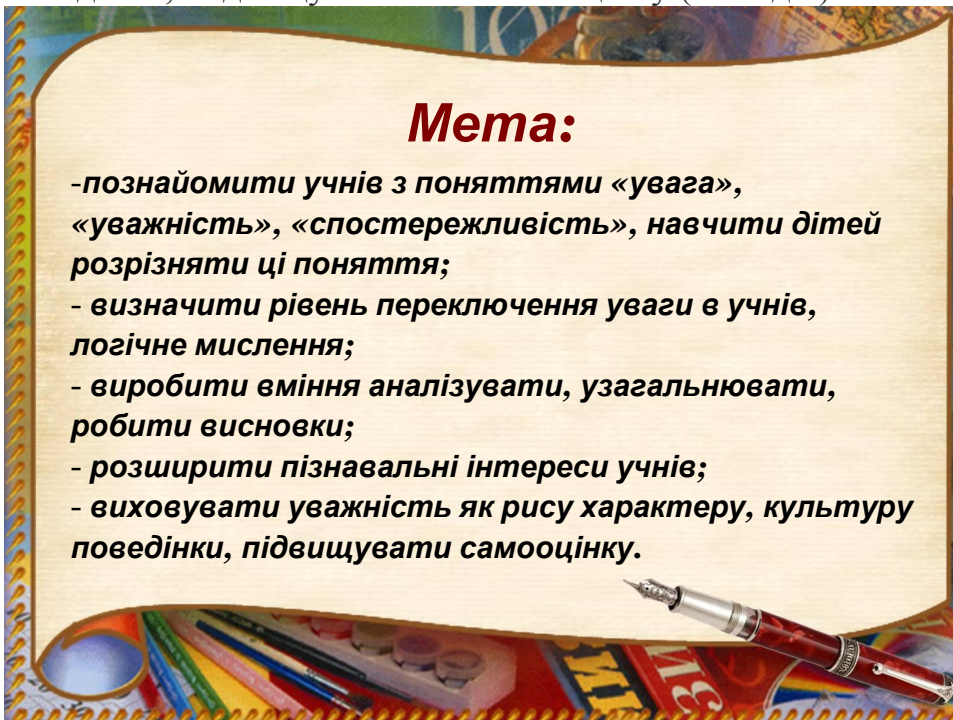 Мета:
-познайомити учнів з поняттями «увага»,
«уважність», «спостережливість», навчити дітей
розрізняти ці поняття;
- визначити рівень переключення уваги в учнів,
логічне мислення;
- виробити вміння аналізувати, узагальнювати,
робити висновки;
- розширити пізнавальні інтереси учнів;
- виховувати уважність як рису характеру, культуру
поведінки, підвищувати самооцінку.